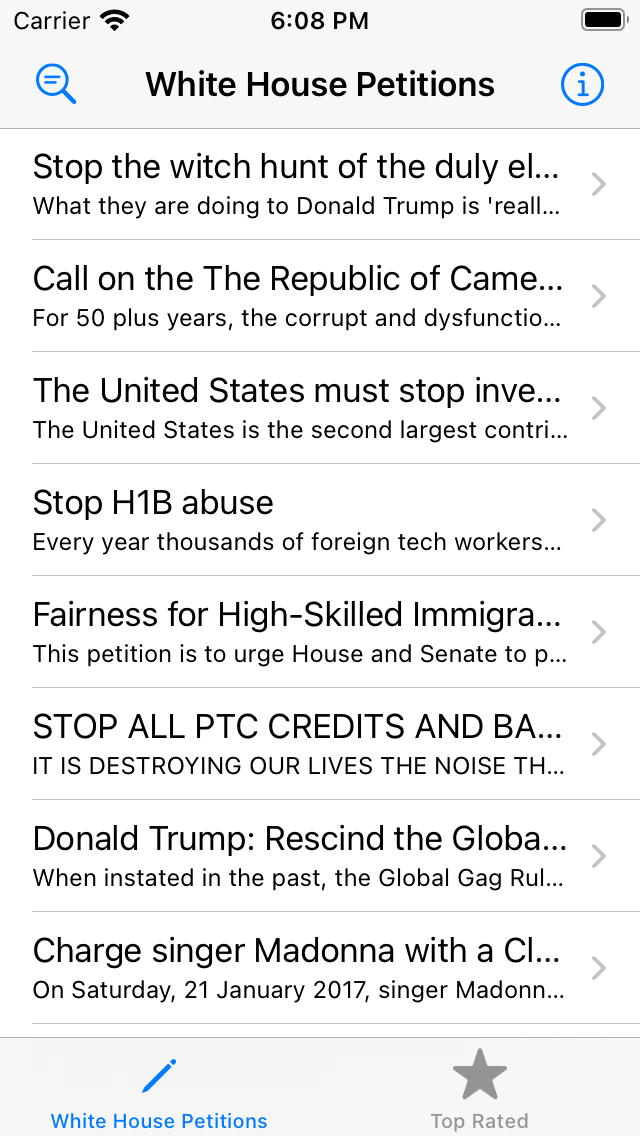 Carrier 6:08 PM
White House Petitions
Stop the witch hunt of the duly el...
What they are doing to Donald Trump is 'reall...
Call on the The Republic of Came...
For 50 plus years, the corrupt and dysfunctio...
The United States must stop inve...
The United States is the second largest contri...
Stop H1B abuse
Every year thousands of foreign tech workers...
Fairness for High-Skilled Immigra...
This petition is to urge House and Senate to p...
STOP ALL PTC CREDITS AND BA...
IT IS DESTROYING OUR LIVES THE NOISE TH...
Donald Trump: Rescind the Globa...
When instated in the past, the Global Gag Rul...
Charge singer Madonna with a Cl...
On Saturday, 21 January 2017, singer Madonn...
White House Petitions
Top Rated